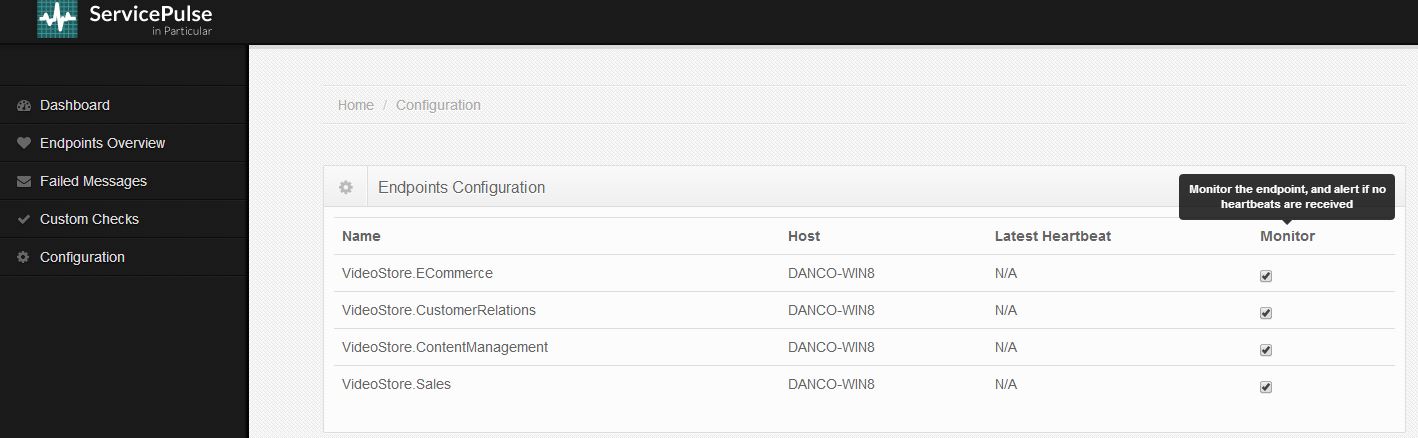 ServicePulse
in Particular
Dashboard
Endpoints Overview
Failed Messages
Custom Checks
Configuration
Home / Configuration
Endpoints Configuration
Monitor the endpoint, and alert if no
heartbeats are received
Name Host Latest Heartbeat Monitor
VideoStore.ECommerce DANCO-WIN8 N/A
VideoStore.CustomerRelations DANCO-WIN8 N/A
VideoStore.ContentManagement DANCO-WIN8 N/A
VideoStore.Sales DANCO-WIN8 N/A